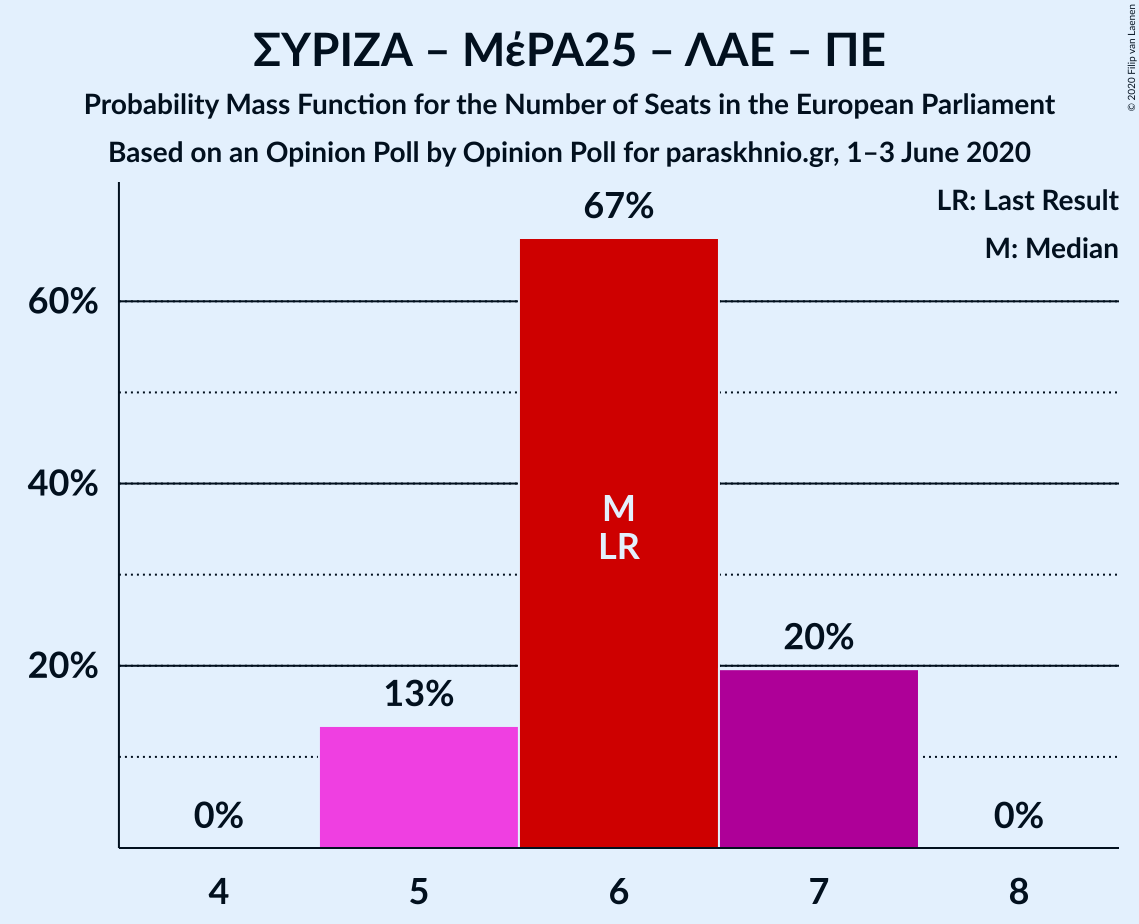 ΣΥΡΙΖΑ – ΜέΡΑ25 – ΛΑΕ – ΠΕ
Probability Mass Function for the Number of Seats in the European Parliament
Based on an Opinion Poll by Opinion Poll for paraskhnio.gr, 1–3 June 2020
© 2020 Filip van Laenen
LR: Last Result
M: Median
67%
60%
40%
M
LR
20%
20%
13%
0%
0%
4
5
6
7
8